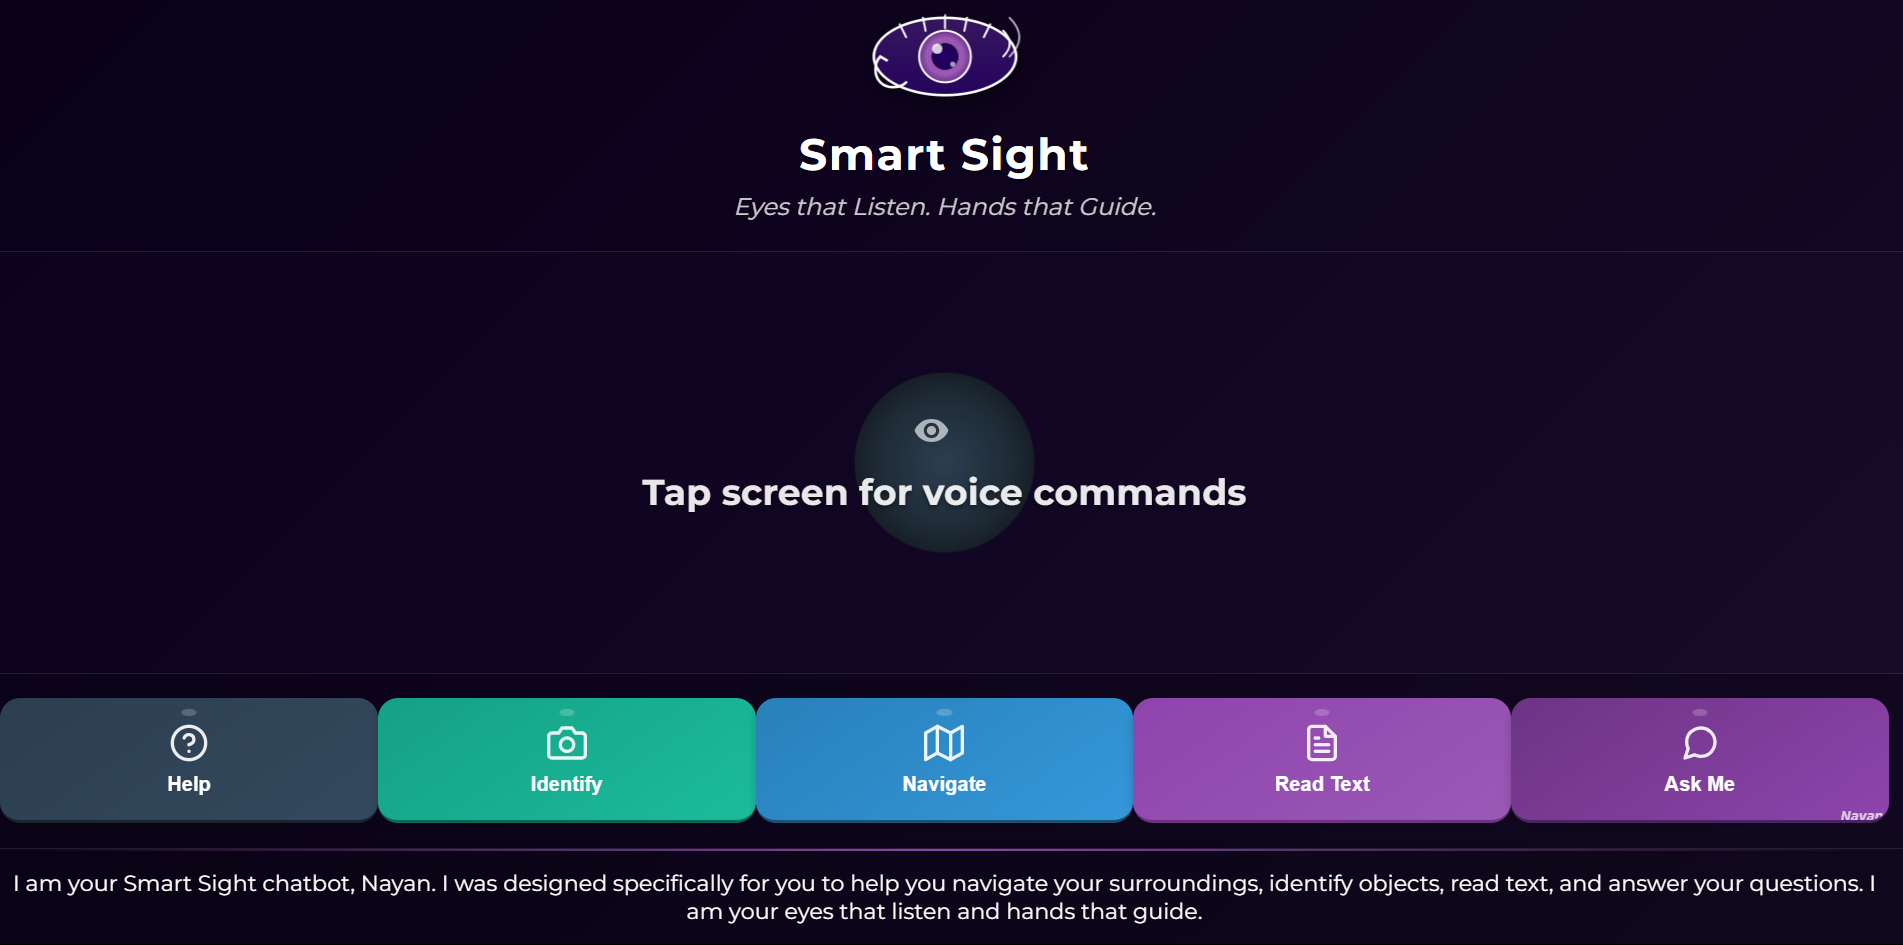 Smart Sight
Eyes that Listen. Hands that Guide.
Tap screen for voice commands
Help
Identify
Navigate
Read Text
Ask Me
Nayan
I am your Smart Sight chatbot, Nayan. I was designed specifically for you to help you navigate your surroundings, identify objects, read text, and answer your questions. I
am your eyes that listen and hands that guide.